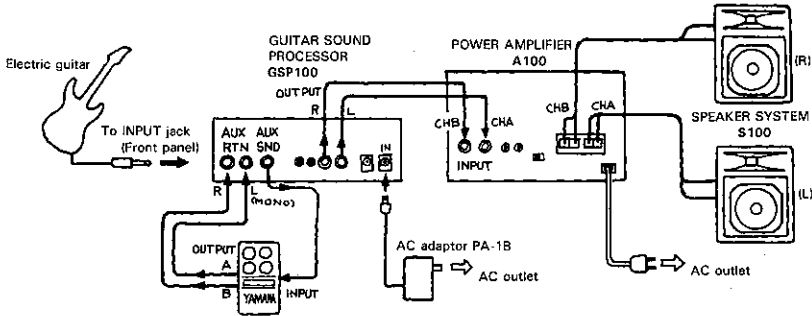 Electric guitar
To INPUT jack
(Front panel)
GUITAR SOUND
PROCESSOR
GSP100
OUTPUT
R
L
AUX
RTN
AUX
SND
IN
R
L
(MONO)
OUTPUT
A
B
YAMAHA
INPUT
AC adaptor PA-1B
AC outlet
POWER AMPLIFIER
A100
CHB
CHA
INPUT
CHB
CHA
AC outlet
(R)
SPEAKER SYSTEM
S100
(L)